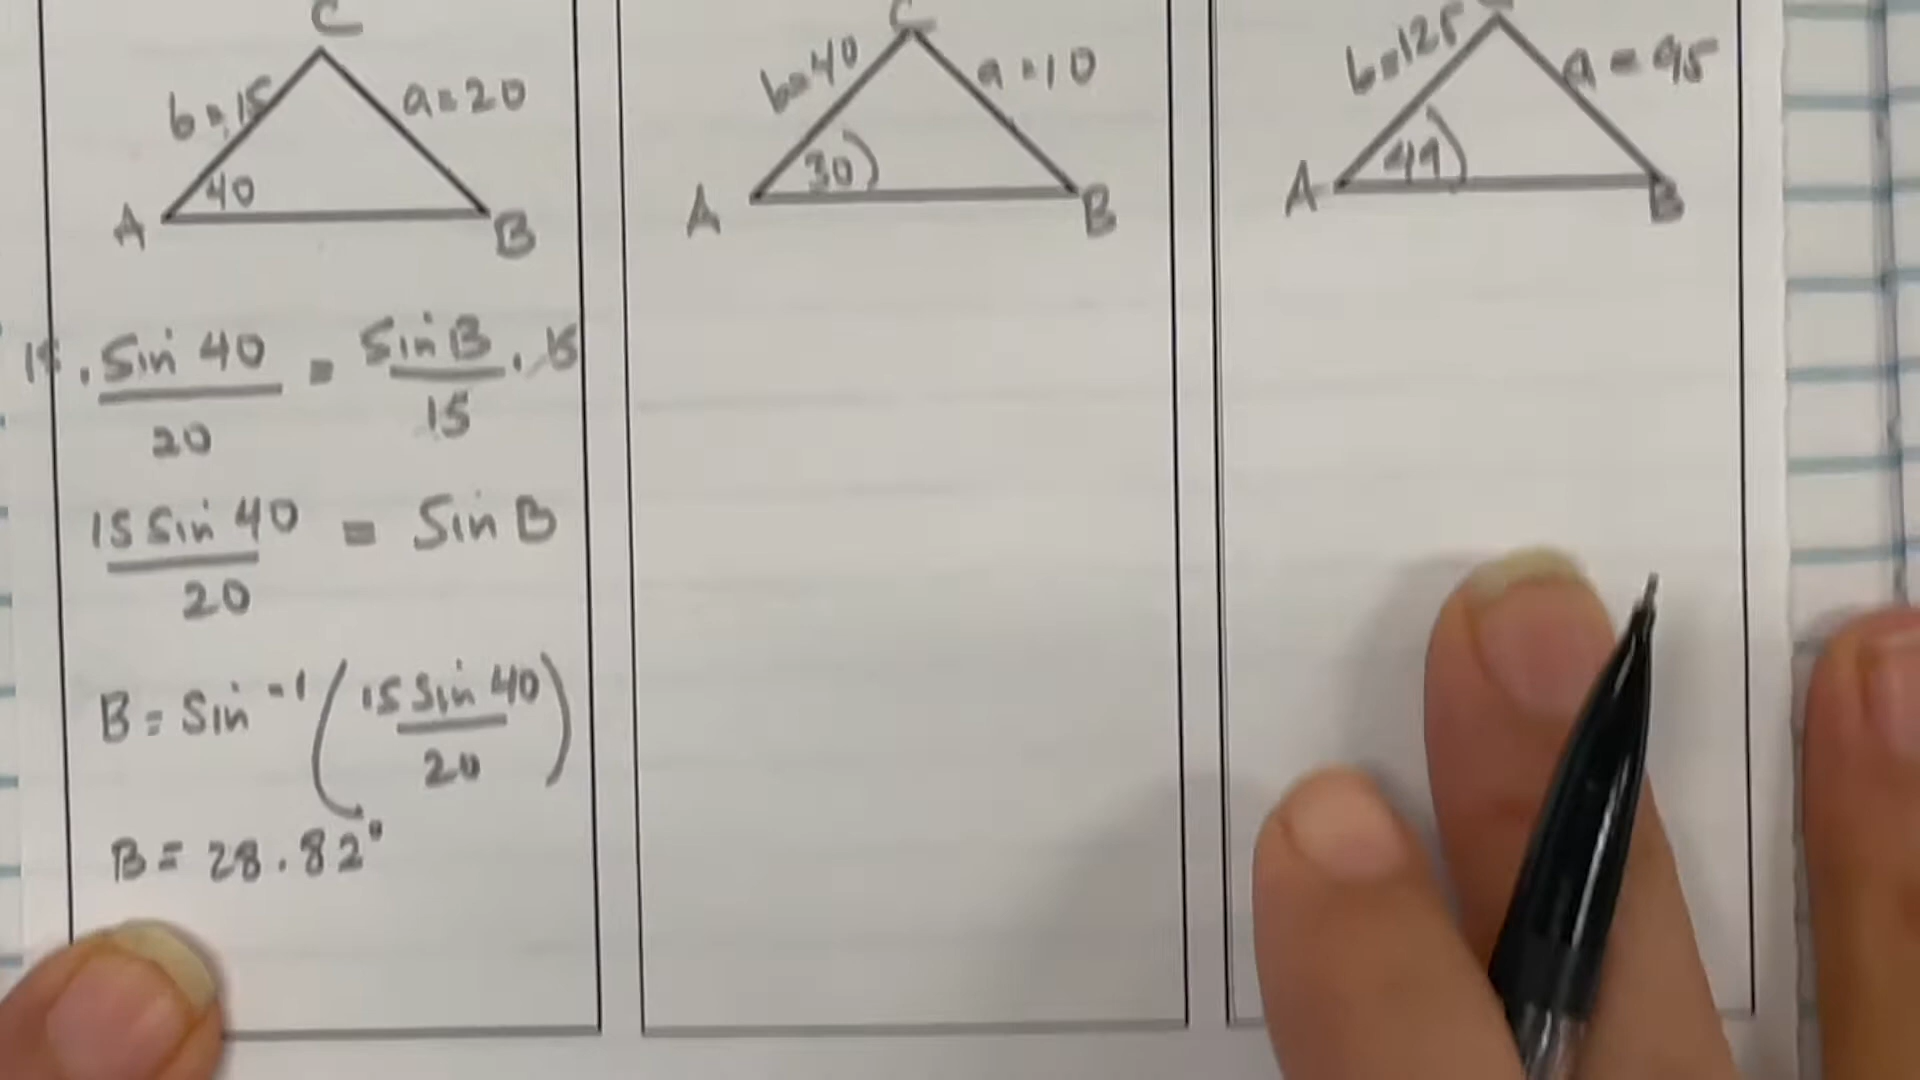 C
b = 15
a = 20
40
A
B
15 . Sin 40 / 20 = Sin B / 15 . 15
15 Sin 40 / 20 = Sin B
B = Sin -1 ( 15 Sin 40 / 20 )
B = 28.82°
C
b = 40
a = 10
30
A
B
b = 125
a = 95
49
A
B